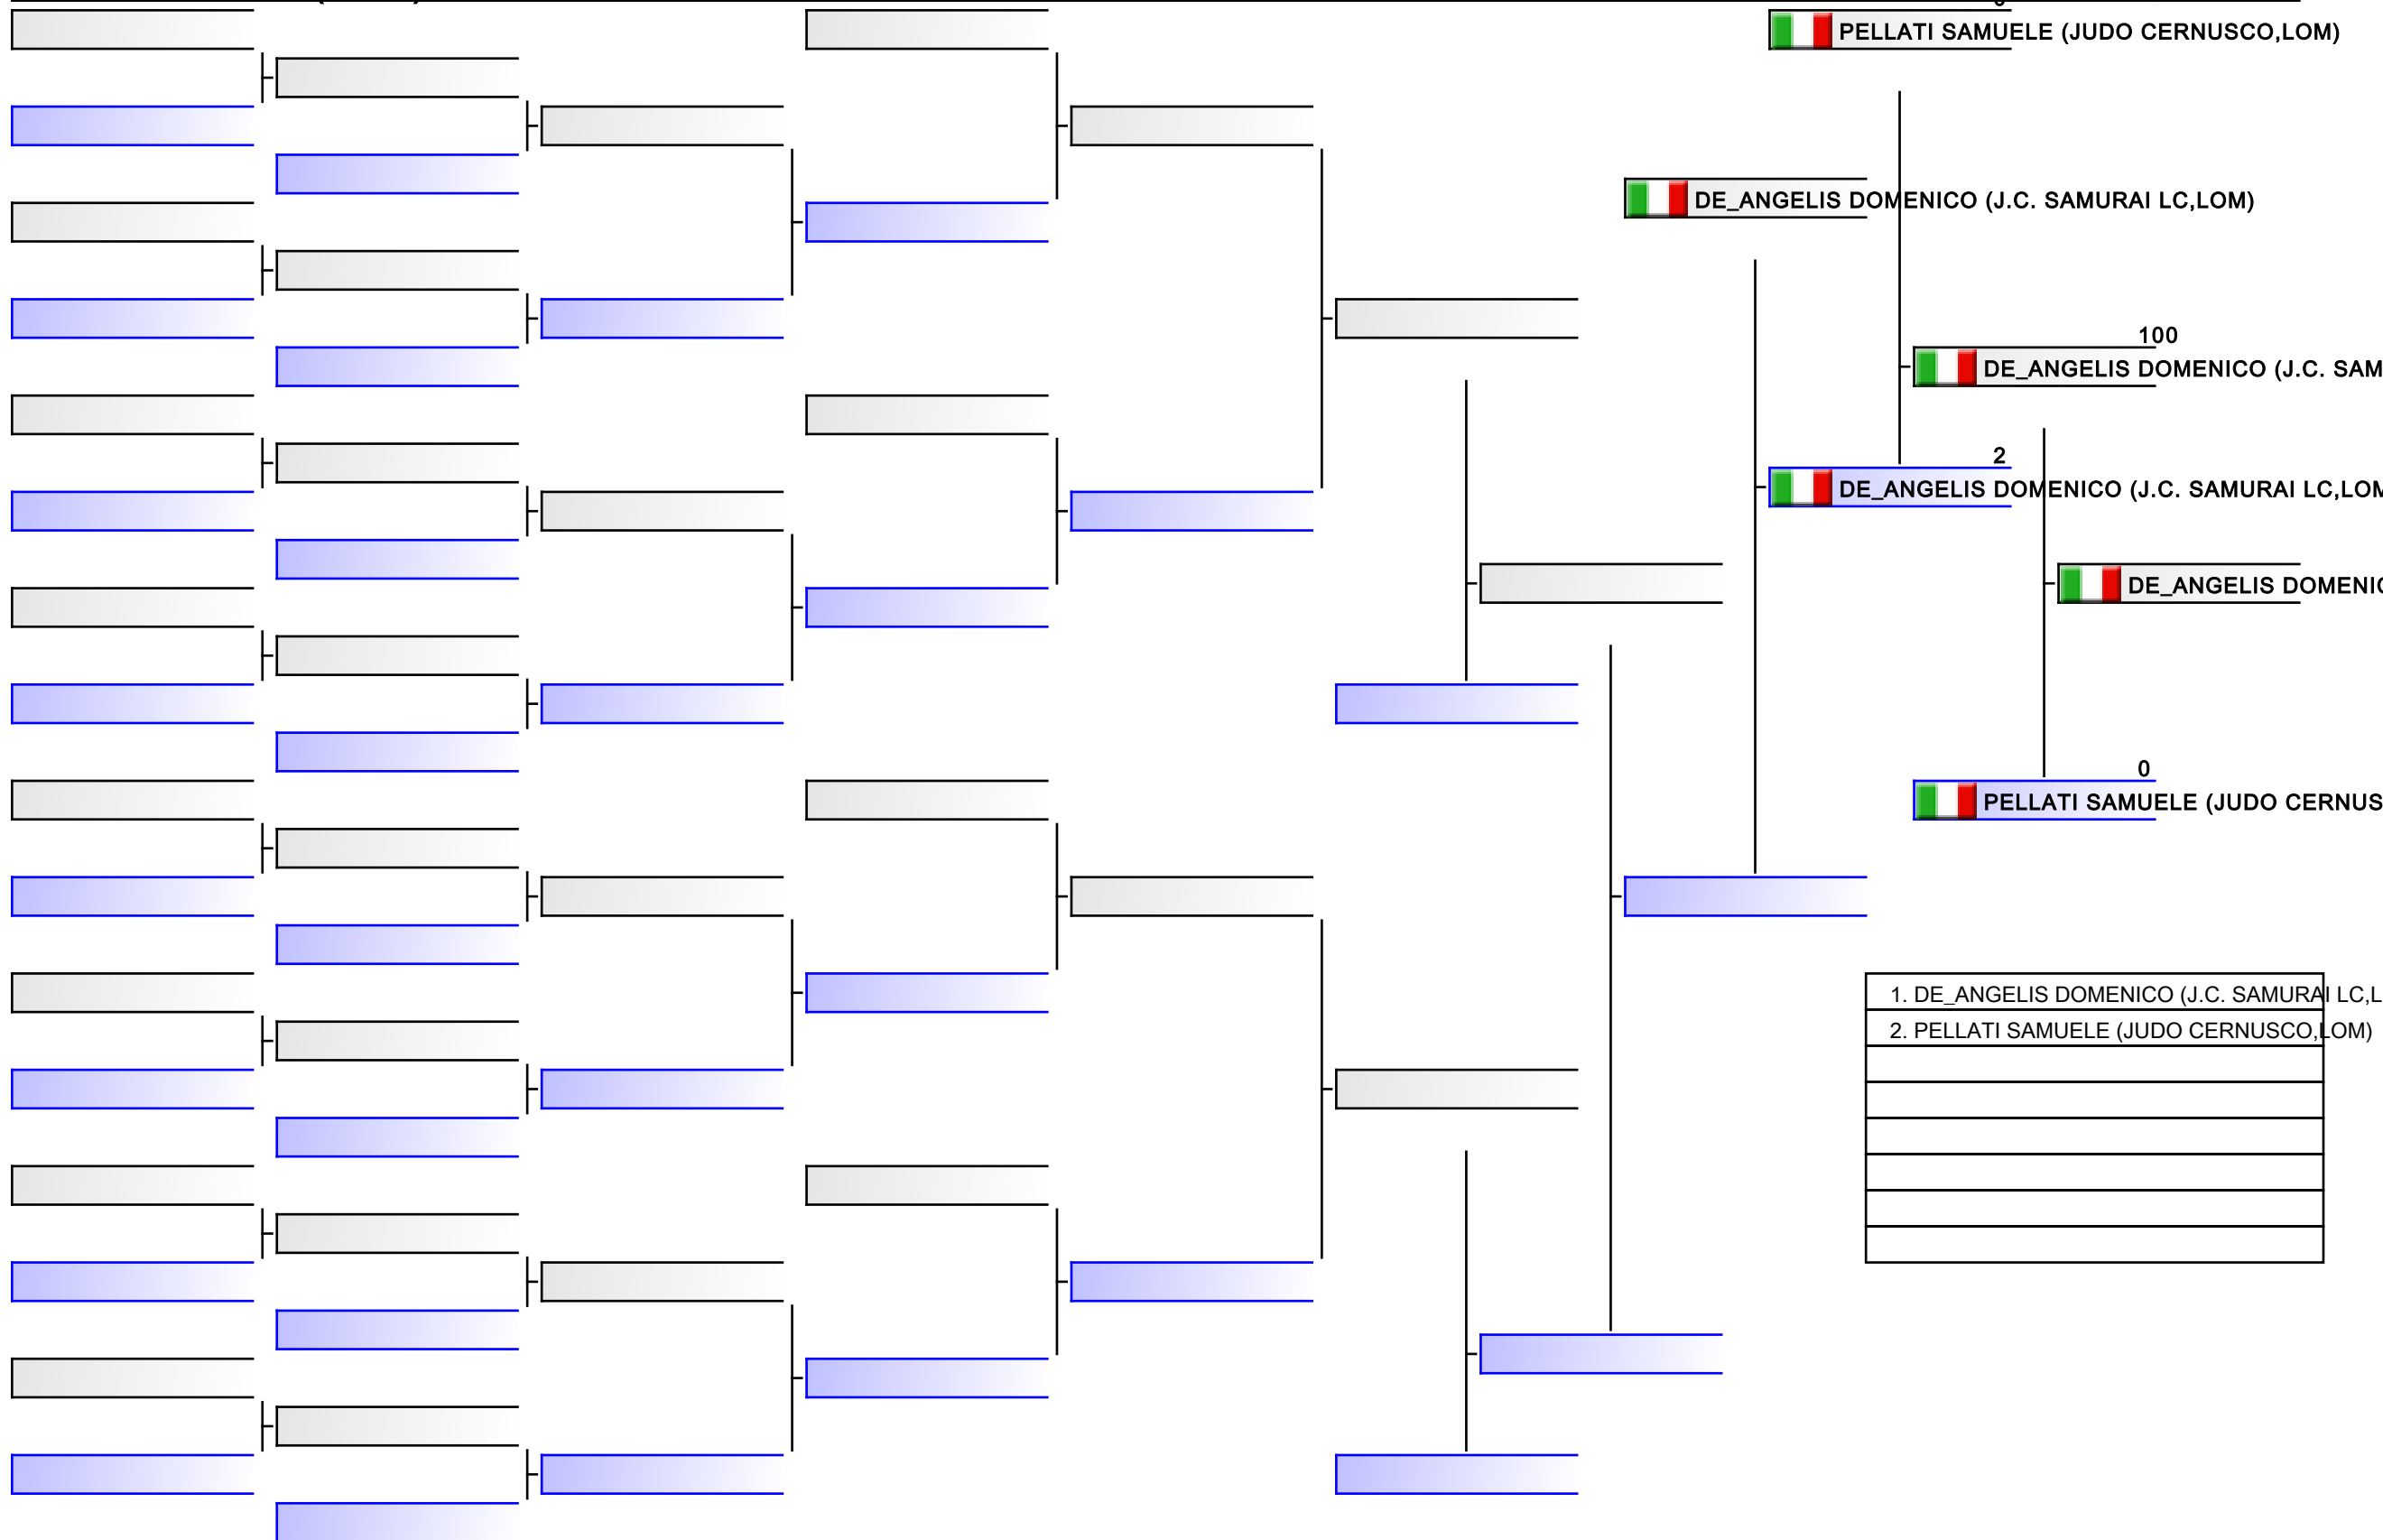 PELLATI SAMUELE (JUDO CERNUSCO,LOM)
DE_ANGELIS DOMENICO (J.C. SAMURAI LC,LOM)
100
DE_ANGELIS DOMENICO (J.C. SAM
2
DE_ANGELIS DOMENICO (J.C. SAMURAI LC,LOM
DE_ANGELIS DOMENIC
0
PELLATI SAMUELE (JUDO CERNUS
1. DE_ANGELIS DOMENICO (J.C. SAMURAI LC,L
2. PELLATI SAMUELE (JUDO CERNUSCO,LOM)